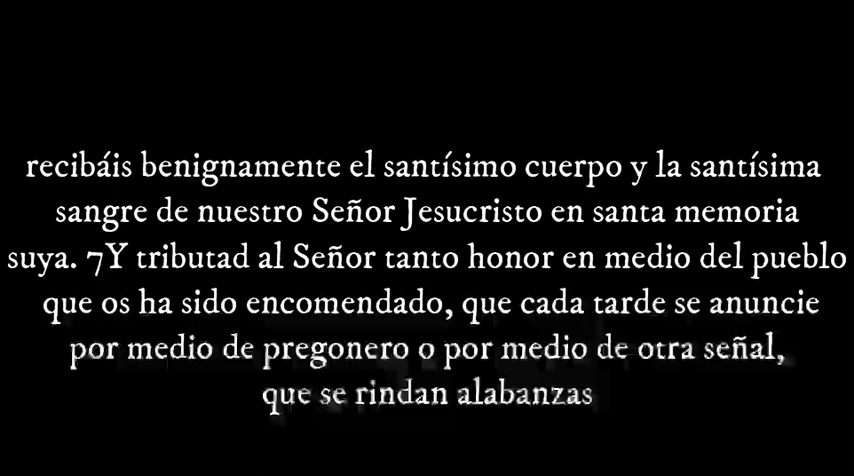 recibáis benignamente el santísimo cuerpo y la santísima
sangre de nuestro Señor Jesucristo en santa memoria
suya. 7Y tributad al Señor tanto honor en medio del pueblo
que os ha sido encomendado, que cada tarde se anuncie
por medio de pregonero o por medio de otra señal,
que se rindan alabanzas